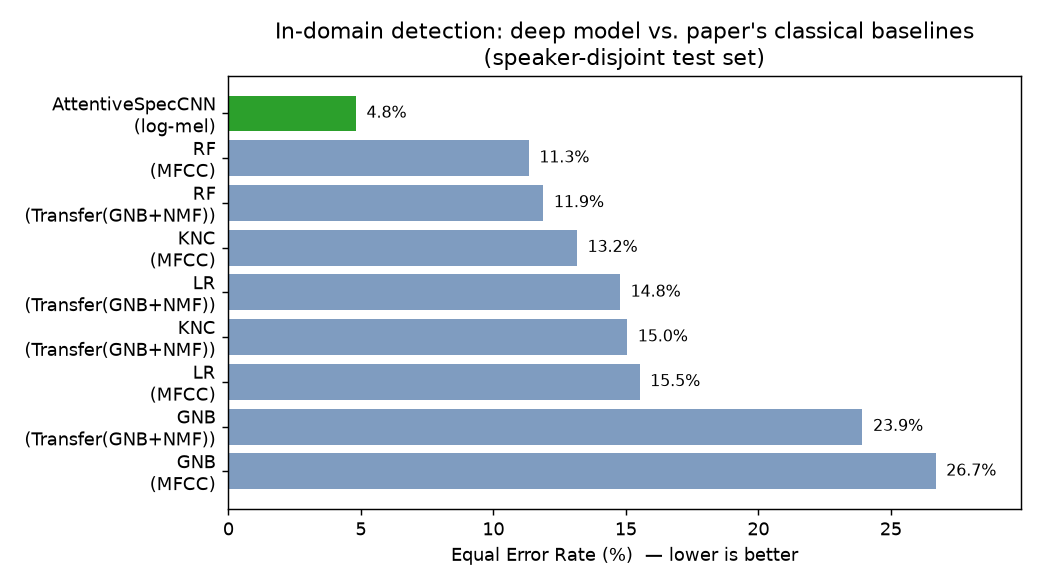 In-domain detection: deep model vs. paper's classical baselines
(speaker-disjoint test set)
AttentiveSpecCNN
(log-mel)
4.8%
RF
(MFCC)
11.3%
RF
(Transfer(GNB+NMF))
11.9%
KNC
(MFCC)
13.2%
LR
(Transfer(GNB+NMF))
14.8%
KNC
(Transfer(GNB+NMF))
15.0%
LR
(MFCC)
15.5%
GNB
(Transfer(GNB+NMF))
23.9%
GNB
(MFCC)
26.7%
0 5 10 15 20 25
Equal Error Rate (%)  — lower is better